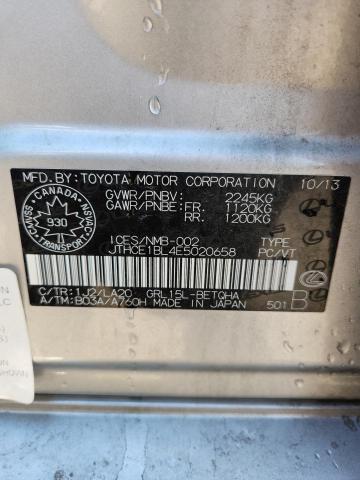 MFD.BY: TOYOTA MOTOR CORPORATION 10/13
GVWR/PNBV: 2245KG
GAWR/PNBE: FR. 1120KG
RR. 1200KG
CANADA
930
ICES/NMB-002 TYPE
JTHCE1BL4E5020658 PC/VT
C/TR: 1J2/LA20 GRL15L-BETQHA
A/TM: B03A/A760H MADE IN JAPAN 501 B